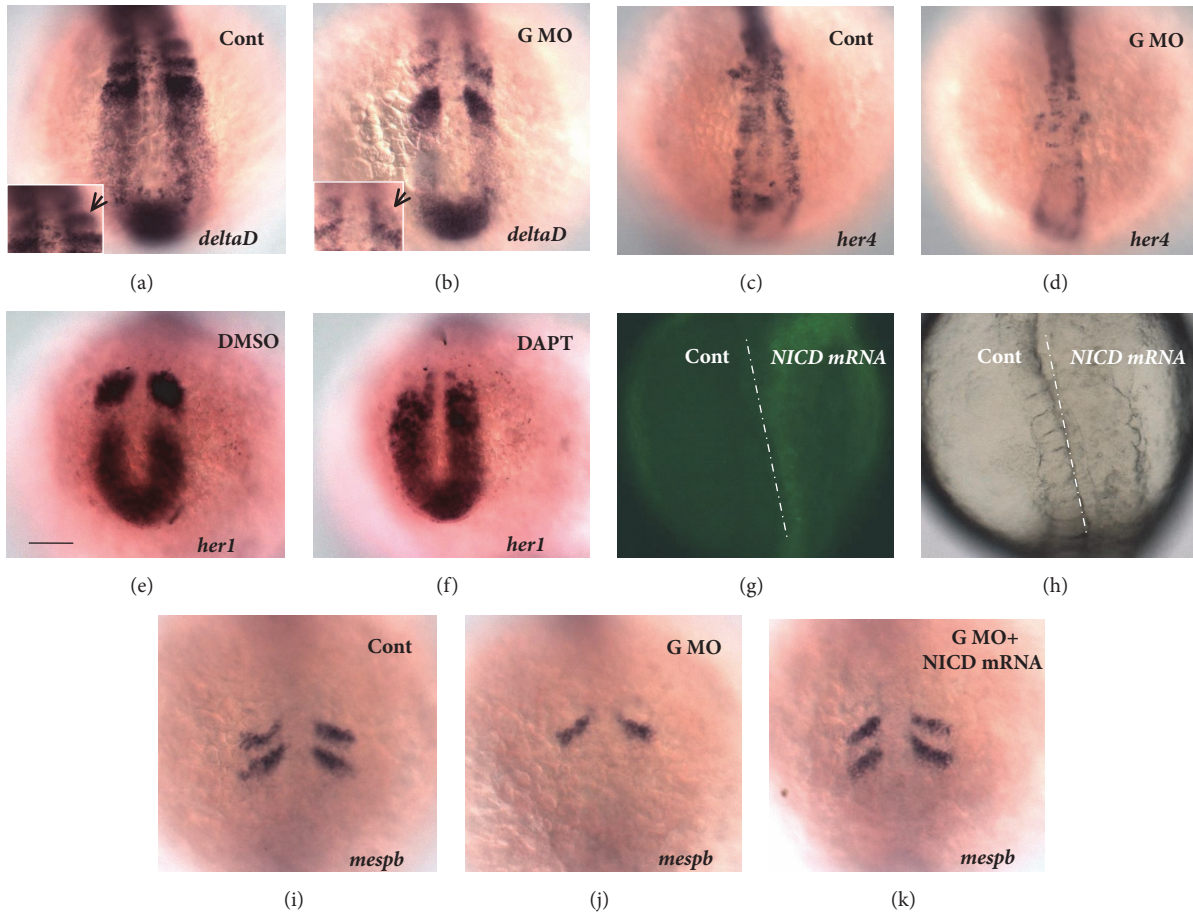 Cont
deltaD
(a)
G MO
deltaD
(b)
Cont
her4
(c)
G MO
her4
(d)
DMSO
her1
(e)
DAPT
her1
(f)
Cont
NICD mRNA
(g)
Cont
NICD mRNA
(h)
Cont
mespb
(i)
G MO
mespb
(j)
G MO+
NICD mRNA
mespb
(k)